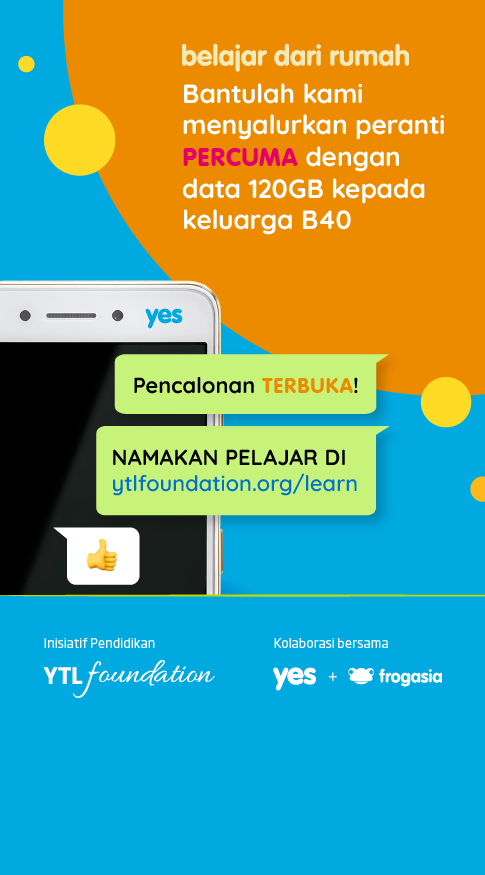 belajar dari rumah
Bantulah kami
menyalurkan peranti
PERCUMA dengan
data 120GB kepada
keluarga B40
yes
Pencalonan TERBUKA!
NAMAKAN PELAJAR DI
ytlfoundation.org/learn
Inisiatif Pendidikan
YTL foundation
Kolaborasi bersama
yes + frogasia